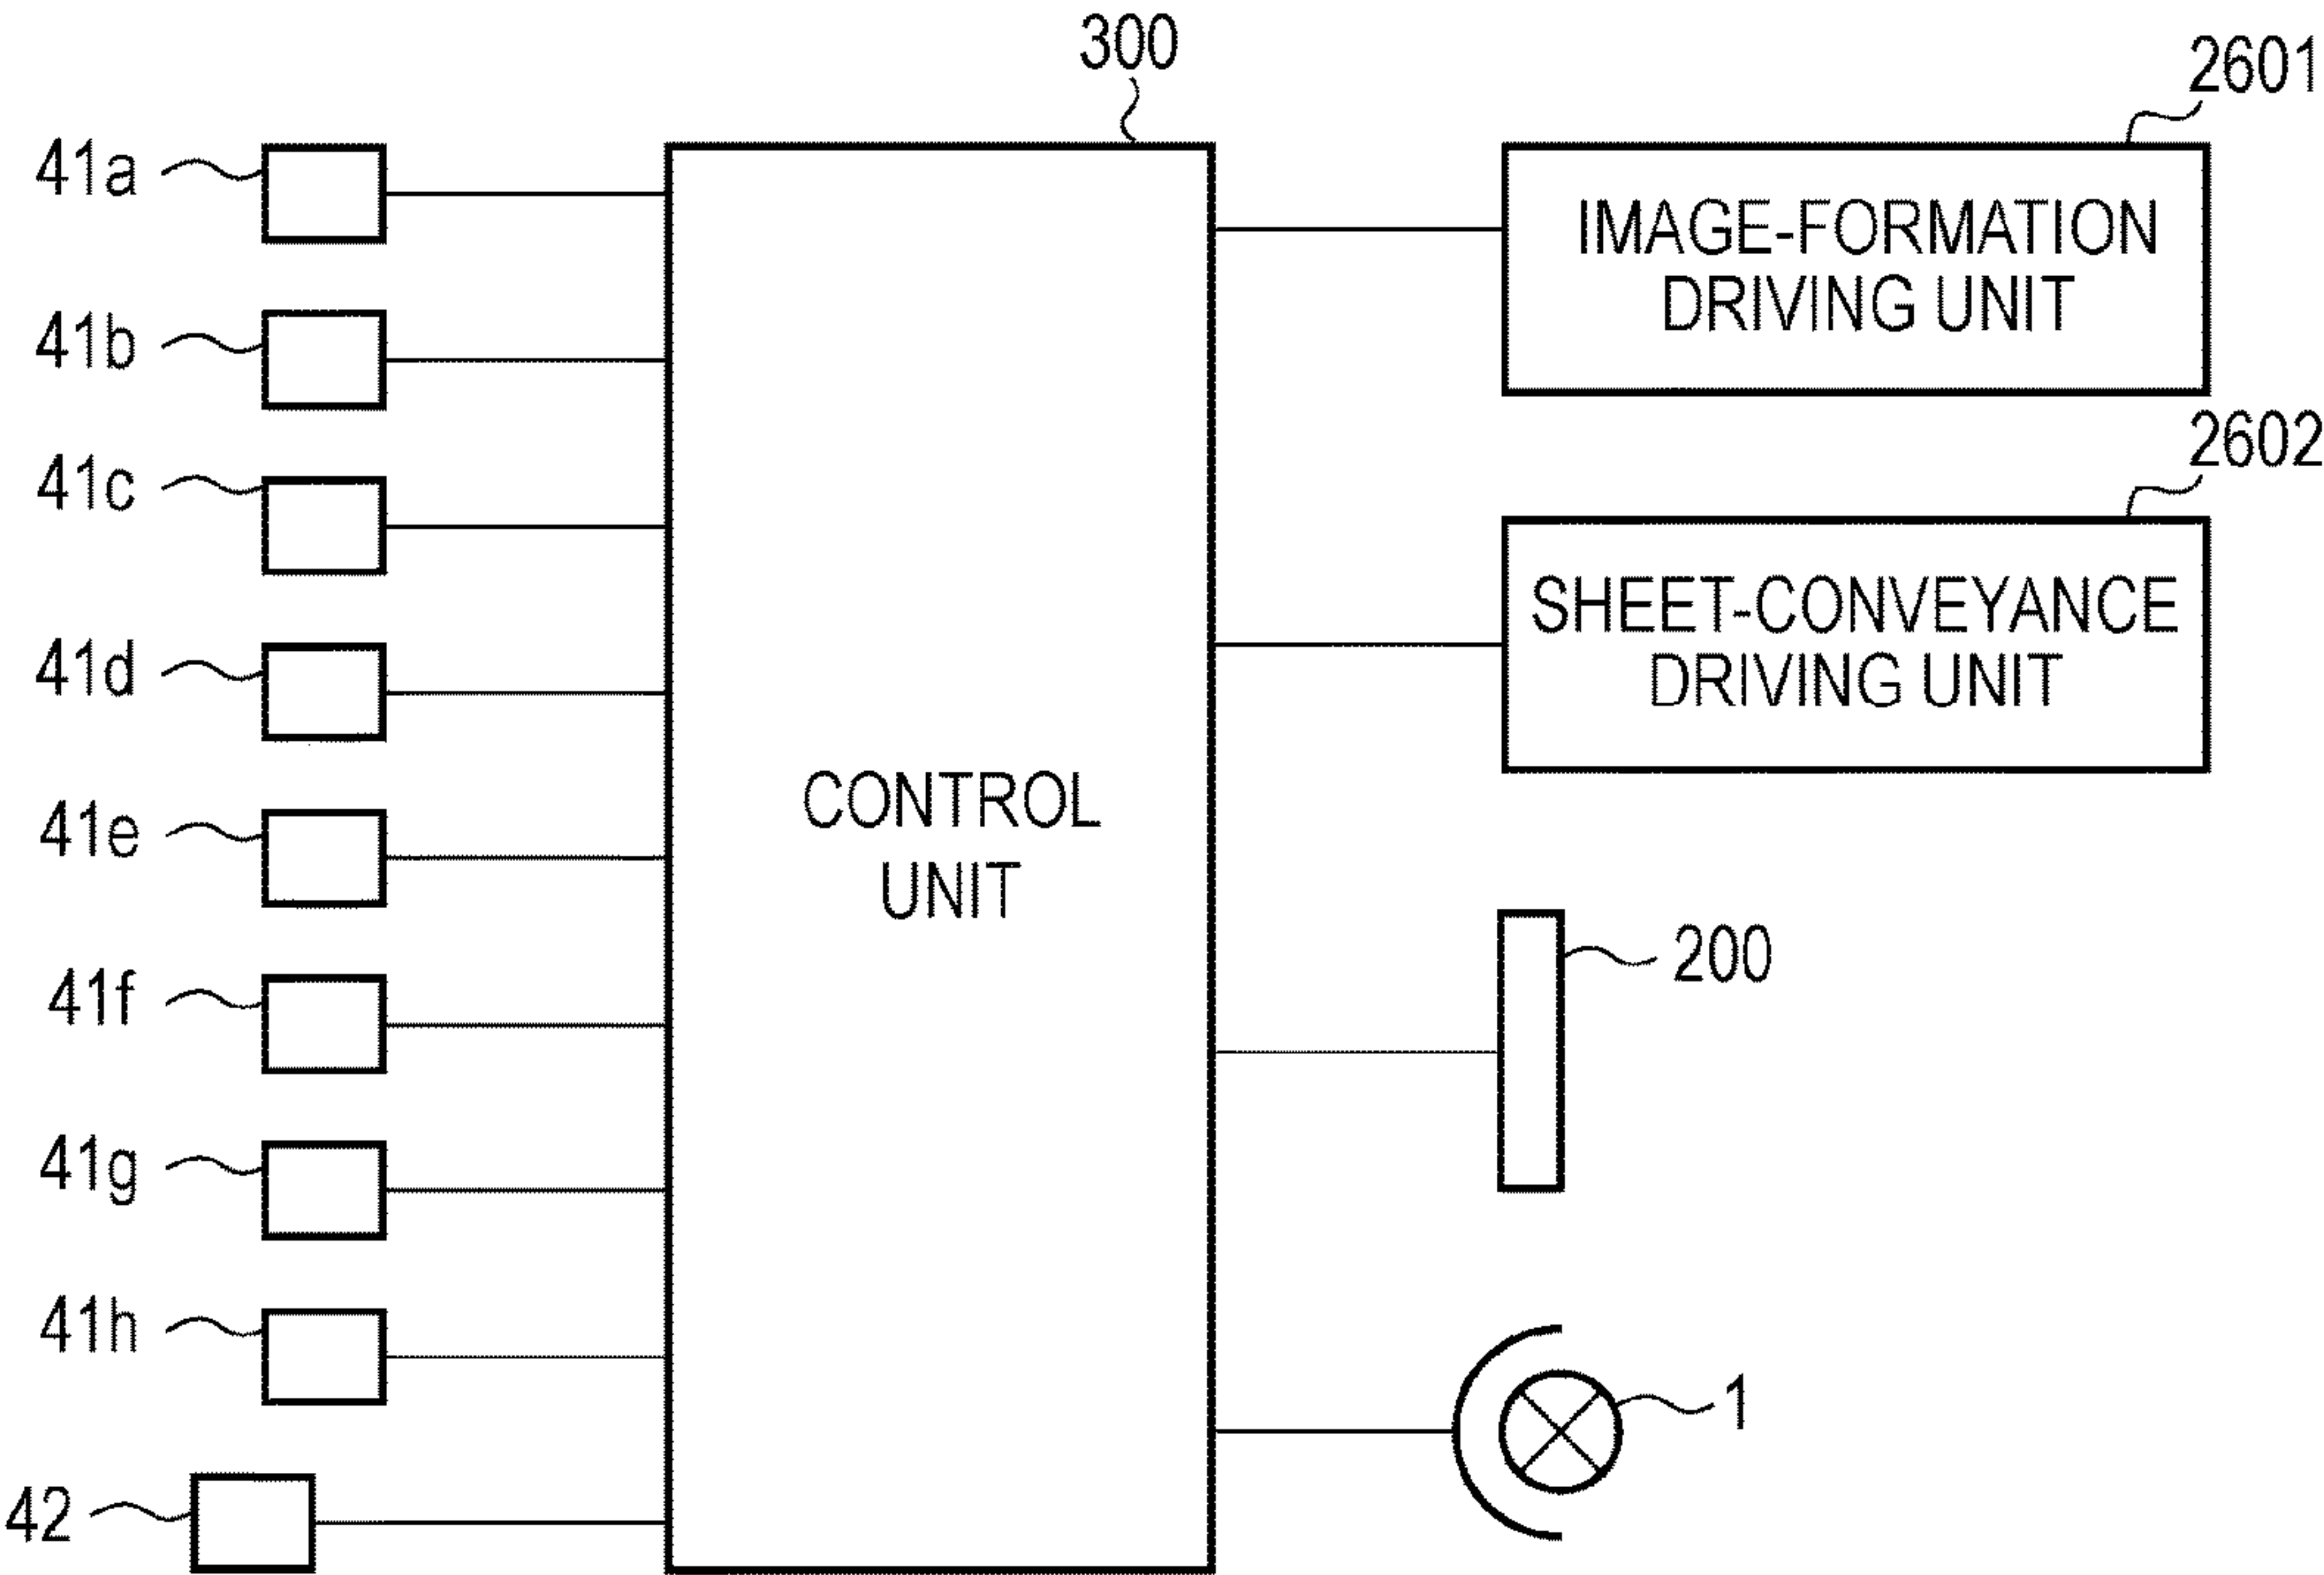 300
2601
41a
IMAGE-FORMATION
DRIVING UNIT
41b
2602
41c
SHEET-CONVEYANCE
DRIVING UNIT
41d
CONTROL
UNIT
41e
200
41f
41g
41h
1
42